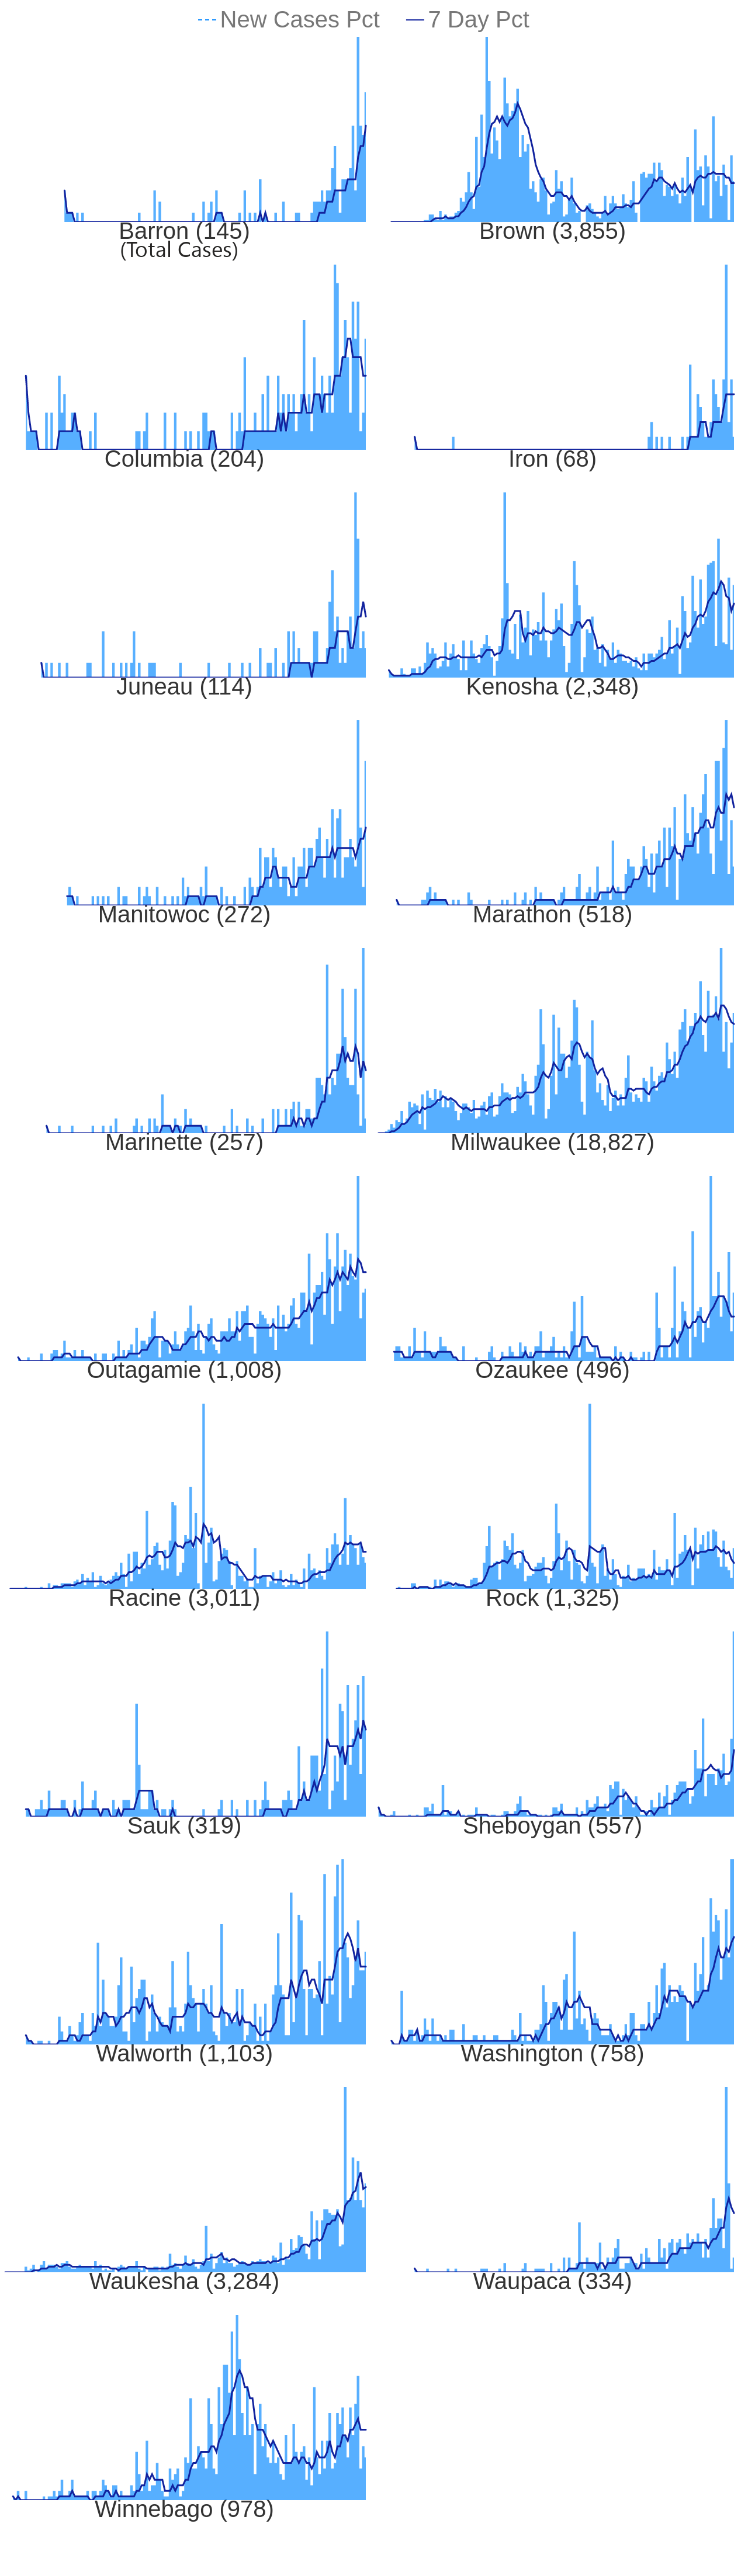 New Cases Pct 7 Day Pct
Barron (145) Brown (3,855)
(Total Cases)
Columbia (204) Iron (68)
Juneau (114) Kenosha (2,348)
Manitowoc (272) Marathon (518)
Marinette (257) Milwaukee (18,827)
Outagamie (1,008) Ozaukee (496)
Racine (3,011) Rock (1,325)
Sauk (319) Sheboygan (557)
Walworth (1,103) Washington (758)
Waukesha (3,284) Waupaca (334)
Winnebago (978)